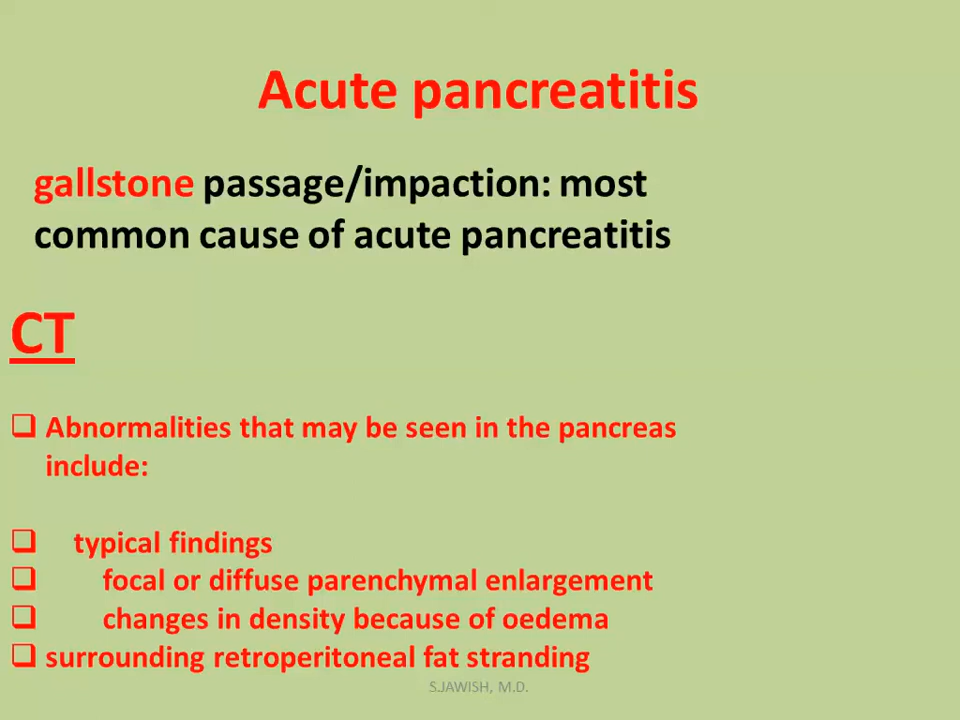 Acute pancreatitis
gallstone passage/impaction: most
common cause of acute pancreatitis
CT
❑ Abnormalities that may be seen in the pancreas
include:
❑ typical findings
❑ focal or diffuse parenchymal enlargement
❑ changes in density because of oedema
❑ surrounding retroperitoneal fat stranding
S.JAWISH, M.D.